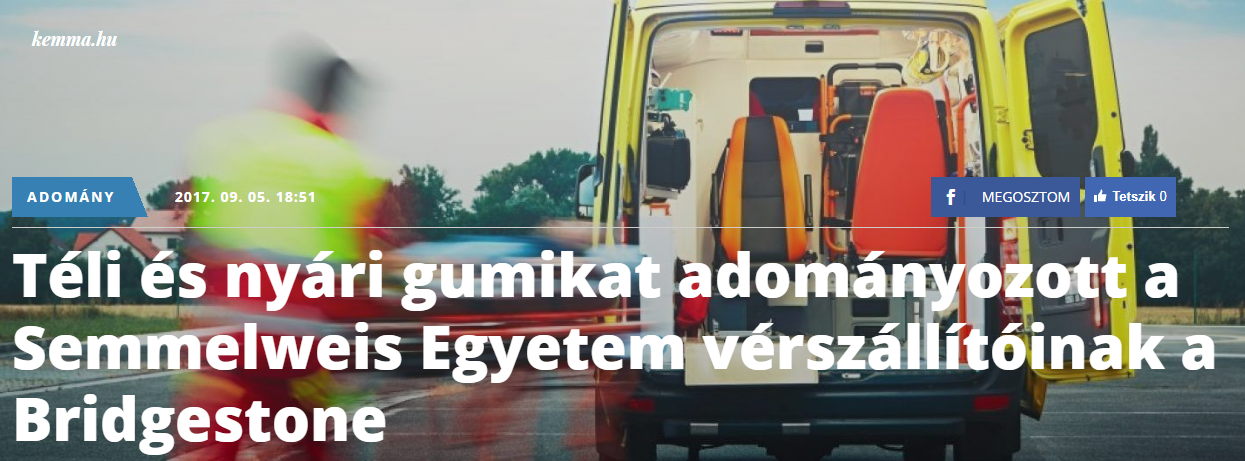 kemma.hu
ADOMÁNY
2017. 09. 05. 18:51
f MEGOSZTOM
Tetszik 0
Téli és nyári gumikat adományozott a
Semmelweis Egyetem vérszállítóinak a
Bridgestone